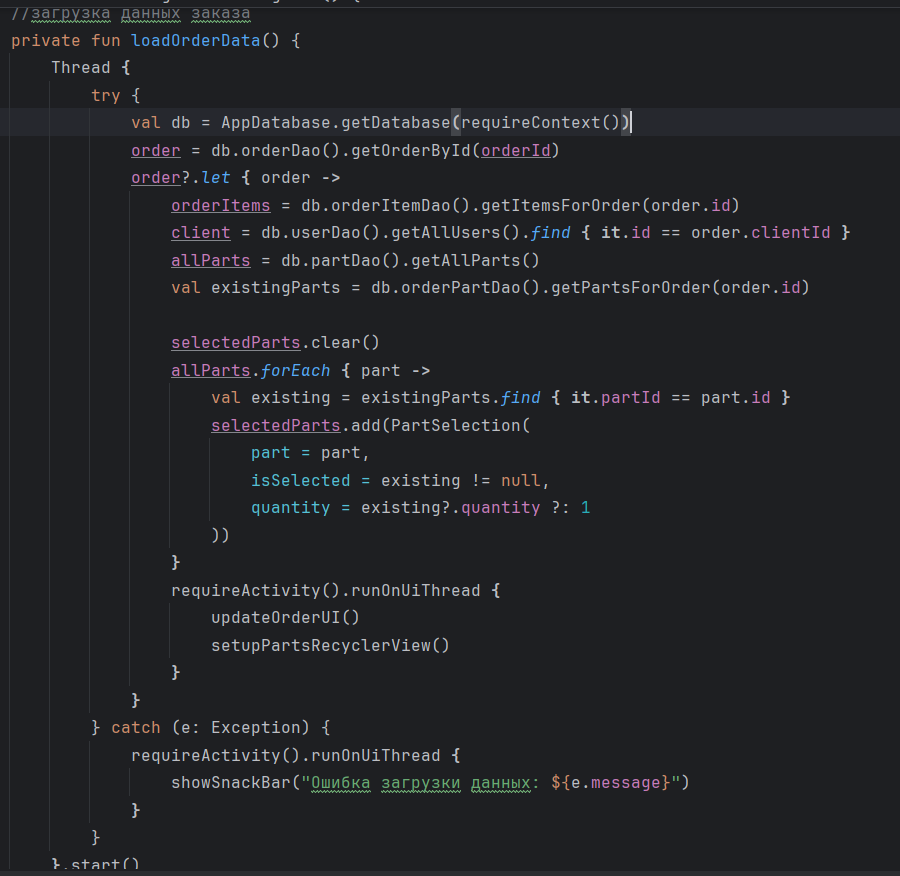 //загрузка данных заказа
private fun loadOrderData() {
    Thread {
        try {
            val db = AppDatabase.getDatabase(requireContext())
            order = db.orderDao().getOrderById(orderId)
            order?.let { order ->
                orderItems = db.orderItemDao().getItemsForOrder(order.id)
                client = db.userDao().getAllUsers().find { it.id == order.clientId }
                allParts = db.partDao().getAllParts()
                val existingParts = db.orderPartDao().getPartsForOrder(order.id)

                selectedParts.clear()
                allParts.forEach { part ->
                    val existing = existingParts.find { it.partId == part.id }
                    selectedParts.add(PartSelection(
                        part = part,
                        isSelected = existing != null,
                        quantity = existing?.quantity ?: 1
                    ))
                }
                requireActivity().runOnUiThread {
                    updateOrderUI()
                    setupPartsRecyclerView()
                }
            }
        } catch (e: Exception) {
            requireActivity().runOnUiThread {
                showSnackBar("Ошибка загрузки данных: ${e.message}")
            }
        }
    }.start()